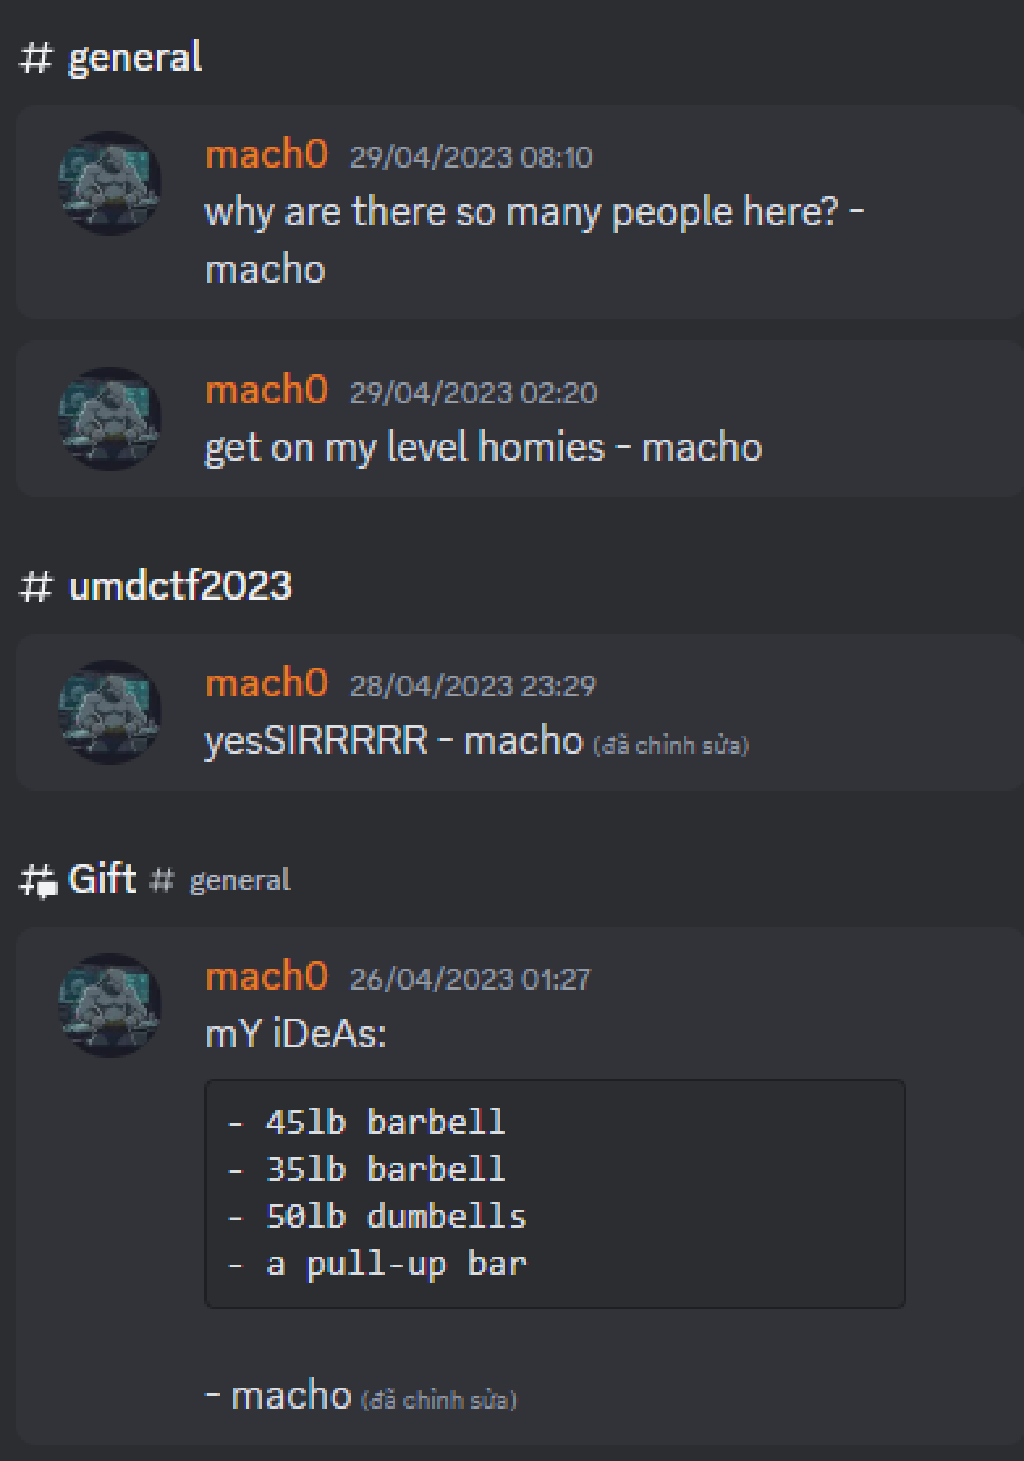 # general
mach0 29/04/2023 08:10
why are there so many people here? -
macho
mach0 29/04/2023 02:20
get on my level homies - macho
# umdctf2023
mach0 28/04/2023 23:29
yesSIRRRRR - macho (đã chỉnh sửa)
# Gift # general
mach0 26/04/2023 01:27
mY iDeAs:
- 45lb barbell
- 35lb barbell
- 50lb dumbells
- a pull-up bar
- macho (đã chỉnh sửa)